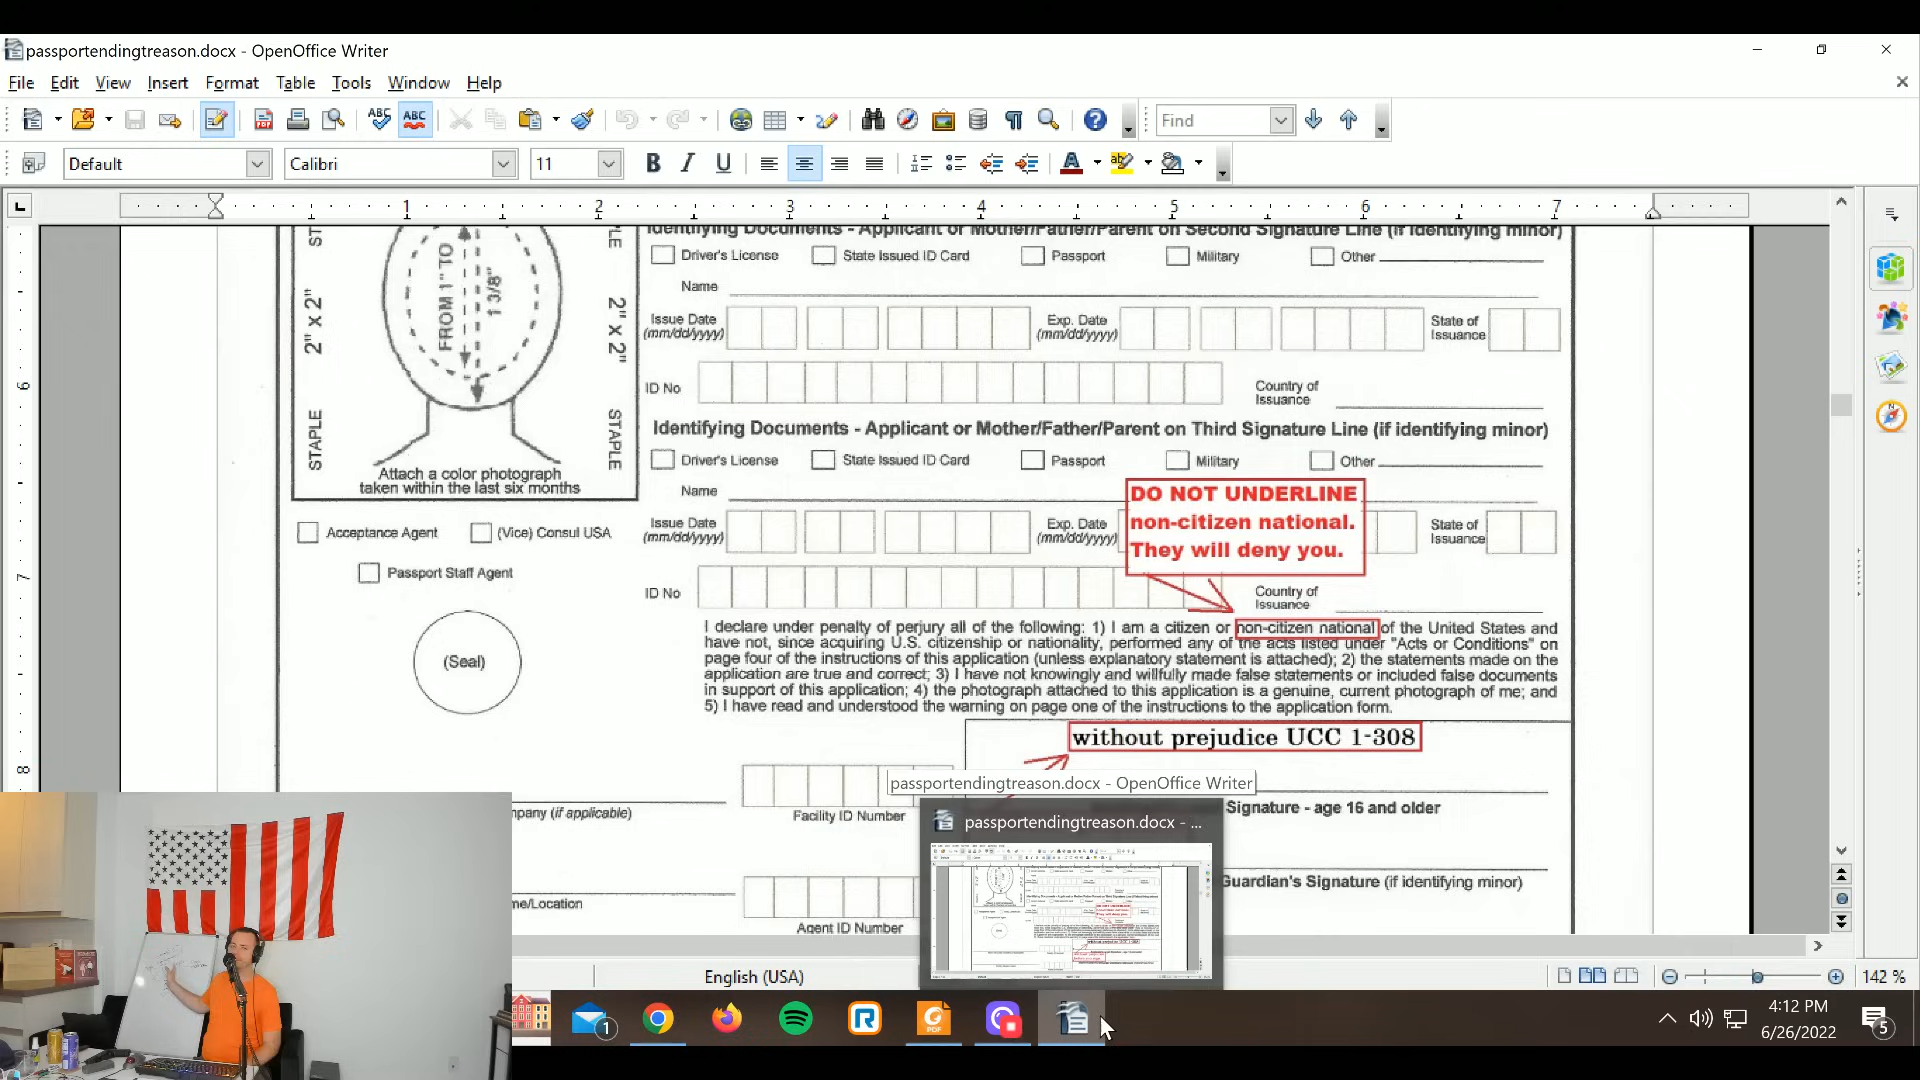 passportendingtreason.docx - OpenOffice Writer
File Edit View Insert Format Table Tools Window Help
Find
Default Calibri 11
1 2 3 4 5 6 7
Identifying Documents - Applicant or Mother/Father/Parent on Second Signature Line (if identifying minor)
Driver's License State Issued ID Card Passport Military Other
Name
Issue Date (mm/dd/yyyy) Exp. Date (mm/dd/yyyy) State of Issuance
ID No Country of Issuance
FROM 1" TO 1 3/8"
2" x 2" 2" x 2"
STAPLE STAPLE
Attach a color photograph
taken within the last six months
Identifying Documents - Applicant or Mother/Father/Parent on Third Signature Line (if identifying minor)
Driver's License State Issued ID Card Passport Military Other
Name
DO NOT UNDERLINE
non-citizen national.
They will deny you.
Acceptance Agent (Vice) Consul USA
Passport Staff Agent
(Seal)
Issue Date (mm/dd/yyyy) Exp. Date (mm/dd/yyyy) State of Issuance
ID No Country of Issuance
I declare under penalty of perjury all of the following: 1) I am a citizen or non-citizen national of the United States and
have not, since acquiring U.S. citizenship or nationality, performed any of the acts listed under "Acts or Conditions" on
page four of the instructions of this application (unless explanatory statement is attached); 2) the statements made on the
application are true and correct; 3) I have not knowingly and willfully made false statements or included false documents
in support of this application; 4) the photograph attached to this application is a genuine, current photograph of me; and
5) I have read and understood the warning on page one of the instructions to the application form.
without prejudice UCC 1-308
passportendingtreason.docx - OpenOffice Writer
(if applicable) Facility ID Number Signature - age 16 and older
passportendingtreason.docx - ...
Guardian's Signature (if identifying minor)
me/Location
Agent ID Number
6
7
8
English (USA) 142 %
1
4:12 PM
6/26/2022
5